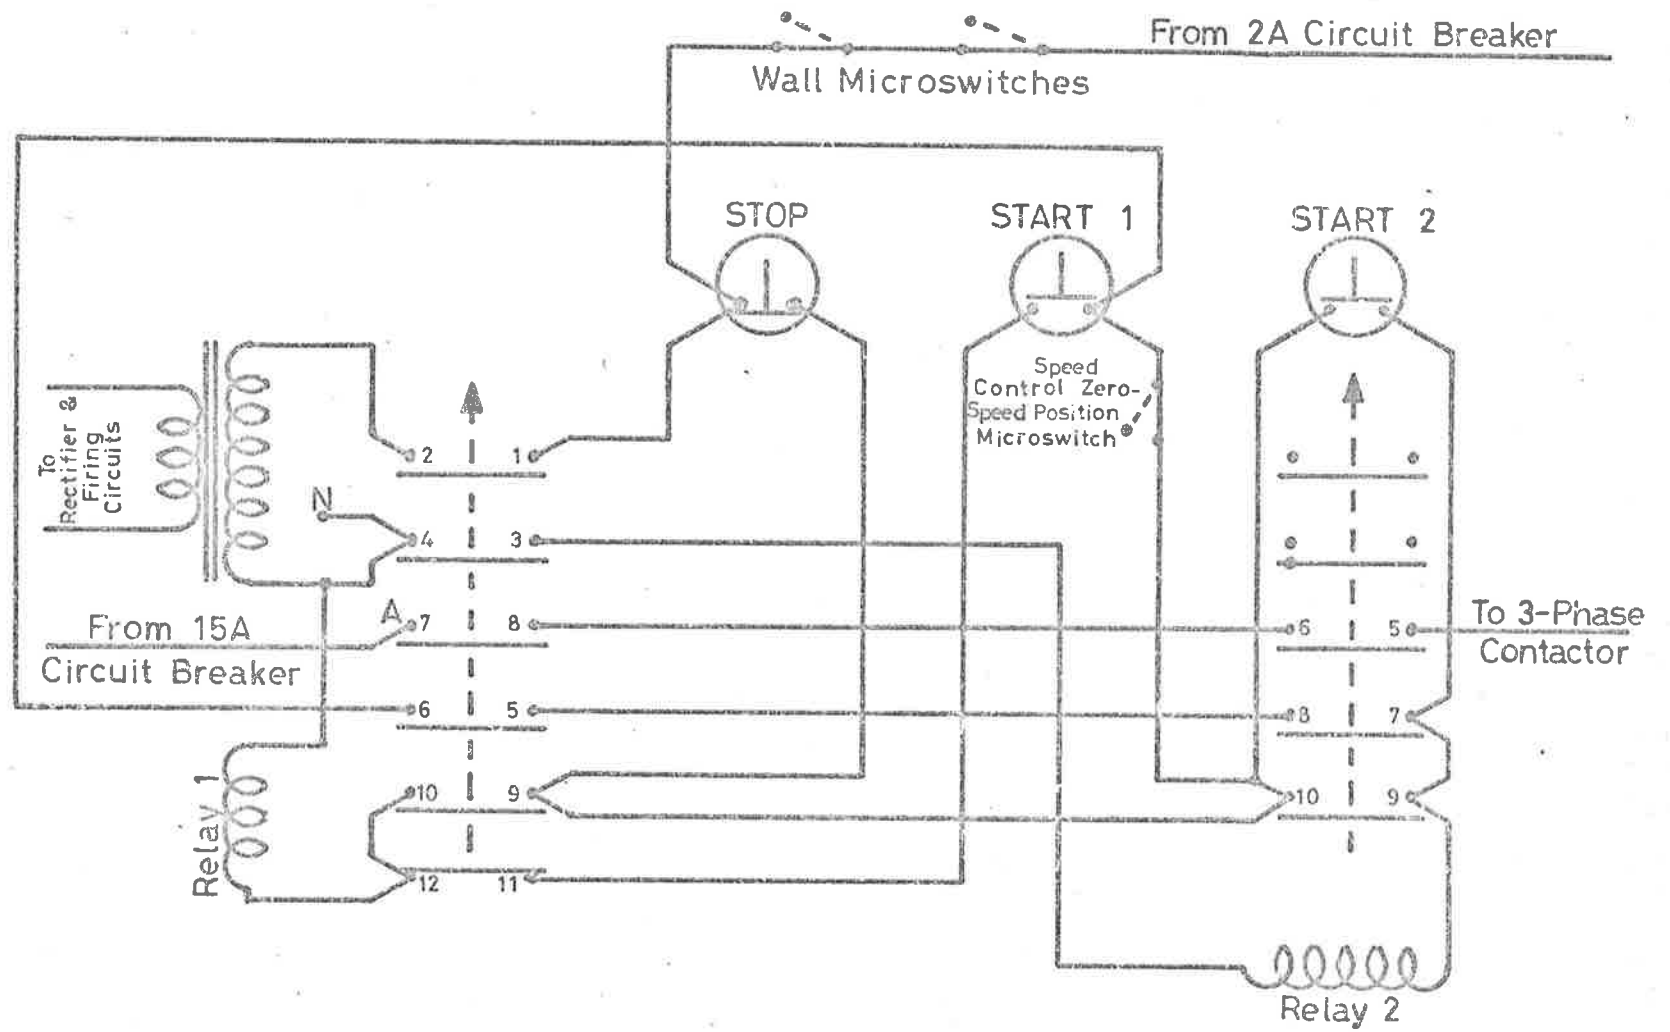 From 2A Circuit Breaker
Wall Microswitches
STOP
START 1
START 2
Speed
Control Zero-
Speed Position
Microswitch
To
Rectifier &
Firing
Circuits
2 1
N
4 3
A
7 8
6 5
To 3-Phase
Contactor
From 15A
Circuit Breaker
6 5
8 7
Relay 1
10 9
10 9
12 11
Relay 2